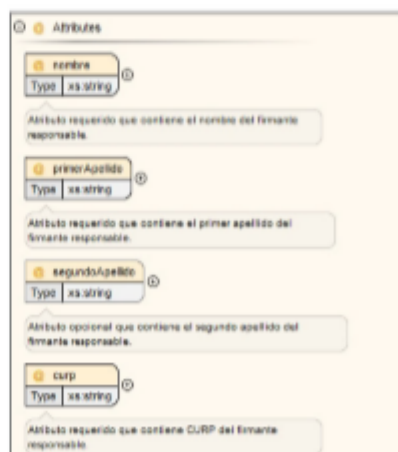 Attributes
nombre
Type xs:string
Atributo requerido que contiene el nombre del firmante
responsable.
primerApellido
Type xs:string
Atributo requerido que contiene el primer apellido del
firmante responsable.
segundoApellido
Type xs:string
Atributo opcional que contiene el segundo apellido del
firmante responsable.
curp
Type xs:string
Atributo requerido que contiene CURP del firmante
responsable